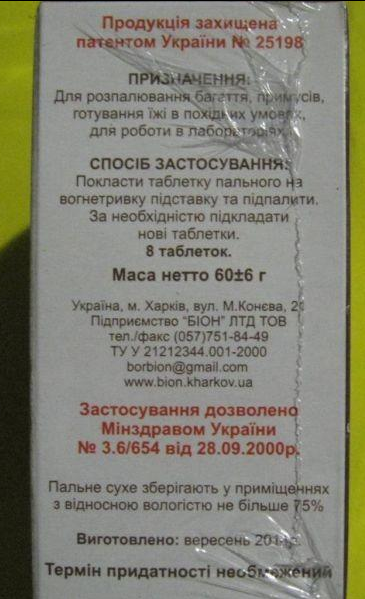 Продукція захищена
патентом України № 25198
ПРИЗНАЧЕННЯ:
Для розпалювання багаття, примусів,
готування їжі в похідних умовах,
для роботи в лабораторіях.
СПОСІБ ЗАСТОСУВАННЯ:
Покласти таблетку пального на
вогнетривку підставку та підпалити.
За необхідністю підкладати
нові таблетки.
8 таблеток.
Маса нетто 60±6 г
Україна, м. Харків, вул. М.Конєва,
Підприємство "БІОН" ЛТД ТОВ
тел./факс (057)751-84-49
ТУ У 21212344.001-2000
borbion@gmail.com
www.bion.kharkov.ua
Застосування дозволено
Мінздравом України
№ 3.6/654 від 28.09.2000р.
Пальне сухе зберігають у приміщеннях
з відносною вологістю не більше 75%
Виготовлено: вересень
Термін придатності необмежений